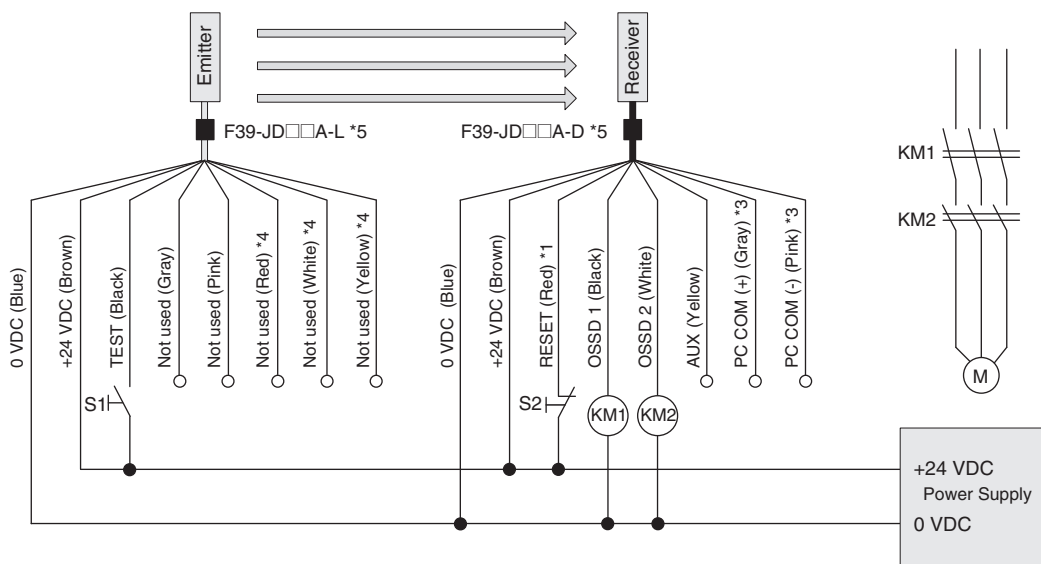 Emitter
Receiver
F39-JD□□A-L *5
F39-JD□□A-D *5
0 VDC (Blue)
+24 VDC (Brown)
TEST (Black)
Not used (Gray)
Not used (Pink)
Not used (Red) *4
Not used (White) *4
Not used (Yellow) *4
0 VDC (Blue)
+24 VDC (Brown)
RESET (Red) *1
OSSD 1 (Black)
OSSD 2 (White)
AUX (Yellow)
PC COM (+) (Gray) *3
PC COM (-) (Pink) *3
S1
S2
KM1
KM2
KM1
KM2
M
+24 VDC
Power Supply
0 VDC